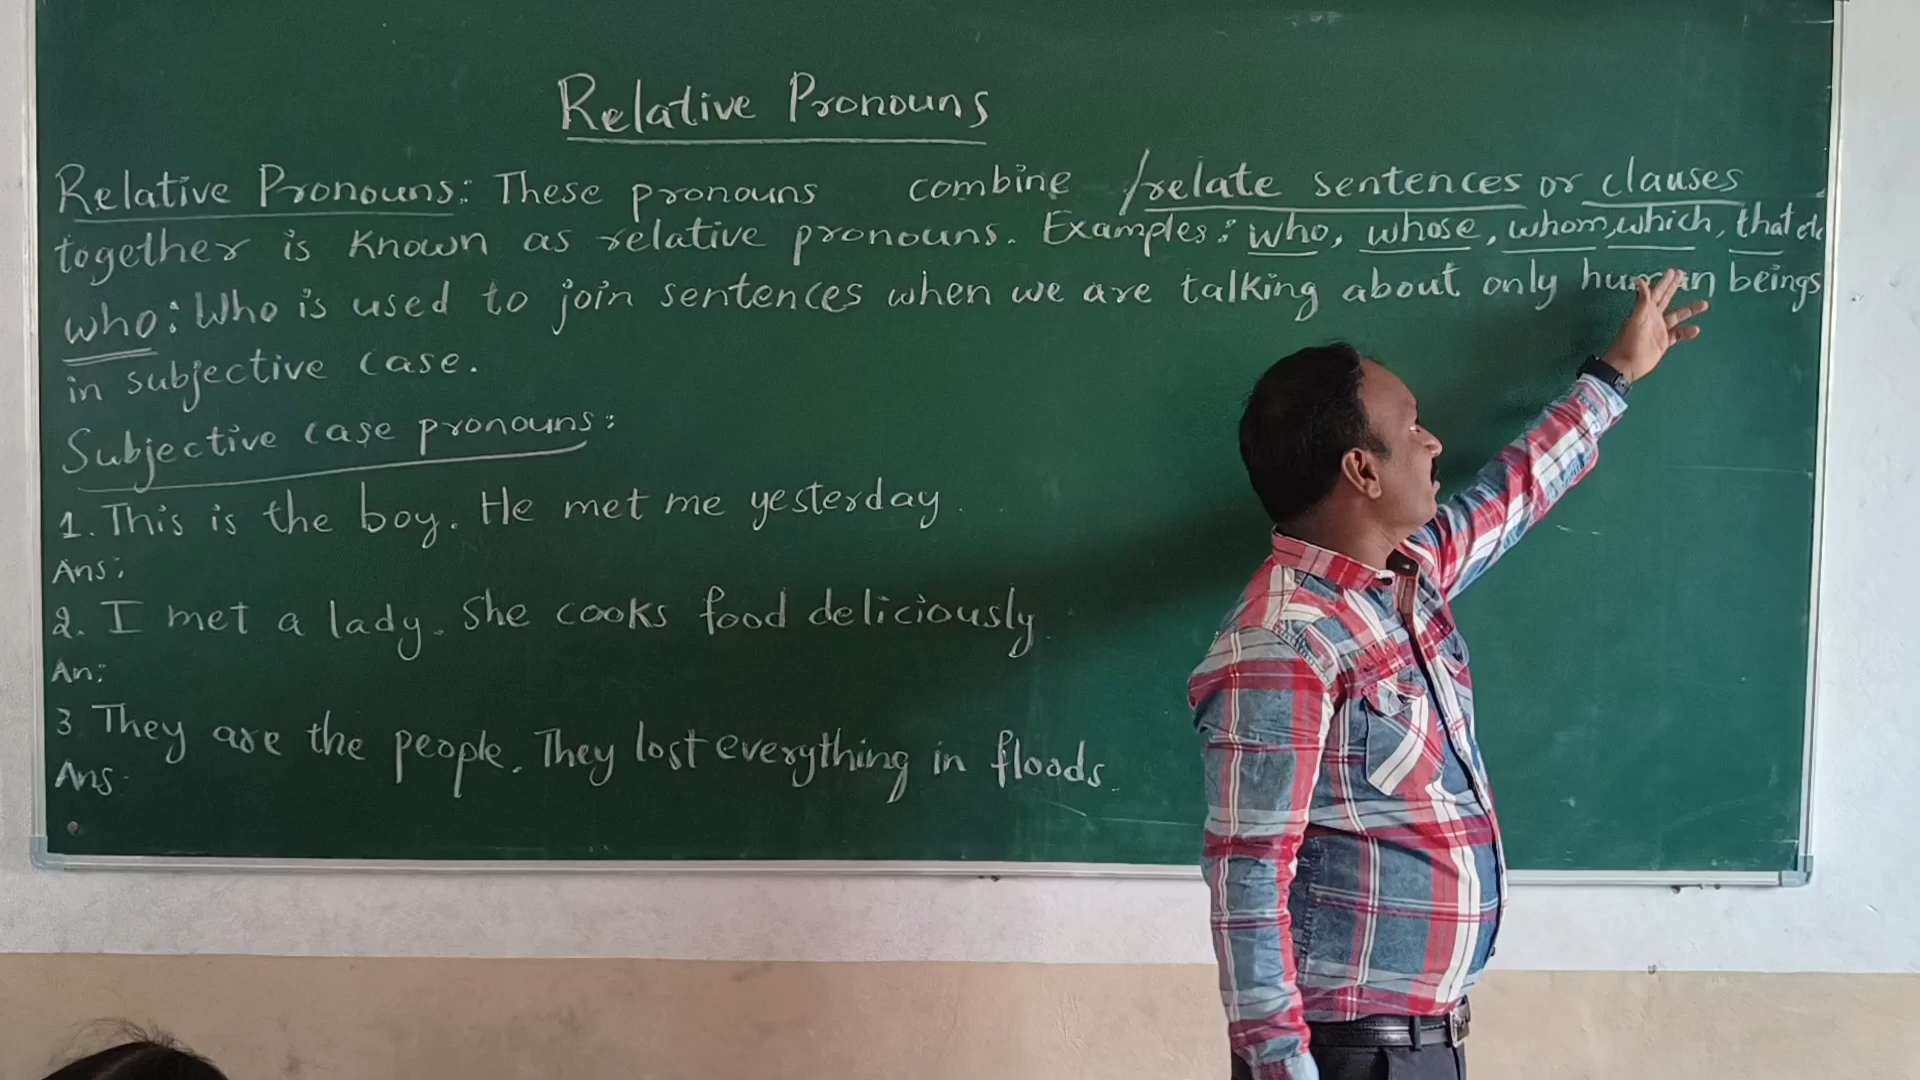 Relative Pronouns
Relative Pronouns: These pronouns combine /relate sentences or clauses
together is known as relative pronouns. Examples: who, whose, whom, which, that etc
who: Who is used to join sentences when we are talking about only human beings
in subjective case.
Subjective case pronouns:
1. This is the boy. He met me yesterday.
Ans:
2. I met a lady. She cooks food deliciously.
An:
3 They are the people. They lost everything in floods.
Ans.